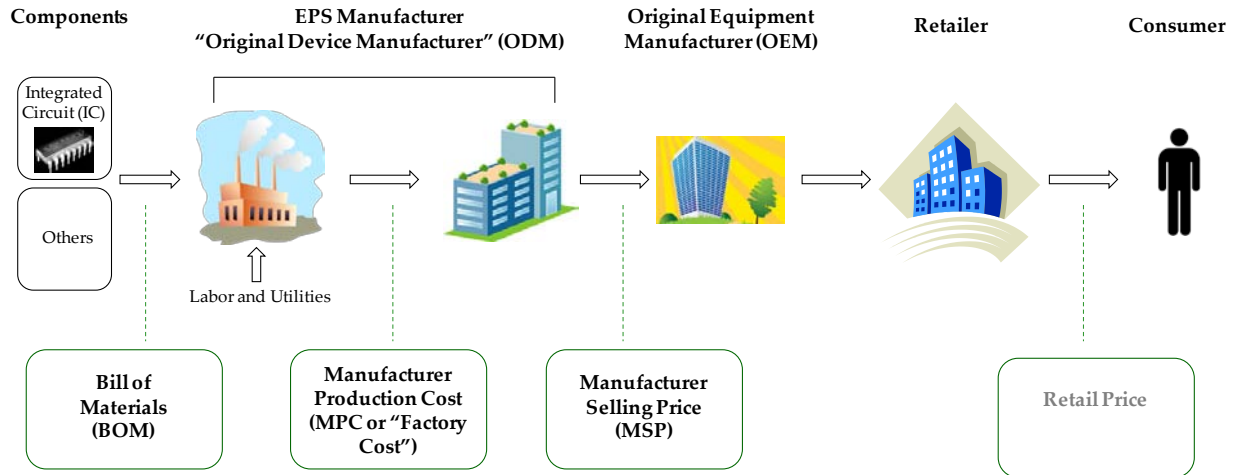 Components
EPS Manufacturer
“Original Device Manufacturer” (ODM)
Original Equipment
Manufacturer (OEM)
Retailer
Consumer
Integrated
Circuit (IC)
Others
Labor and Utilities
Bill of
Materials
(BOM)
Manufacturer
Production Cost
(MPC or “Factory
Cost”)
Manufacturer
Selling Price
(MSP)
Retail Price